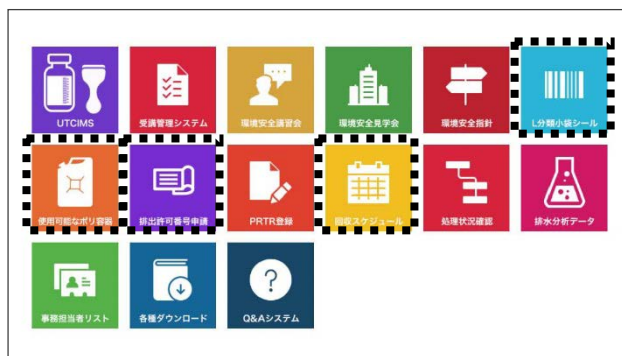 UTCIMS
受講管理システム
環境安全講習会
環境安全見学会
環境安全指針
L分類小袋シール
使用可能なポリ容器
排出許可番号申請
PRTR登録
回収スケジュール
処理状況確認
排水分析データ
事務担当者リスト
各種ダウンロード
Q&Aシステム